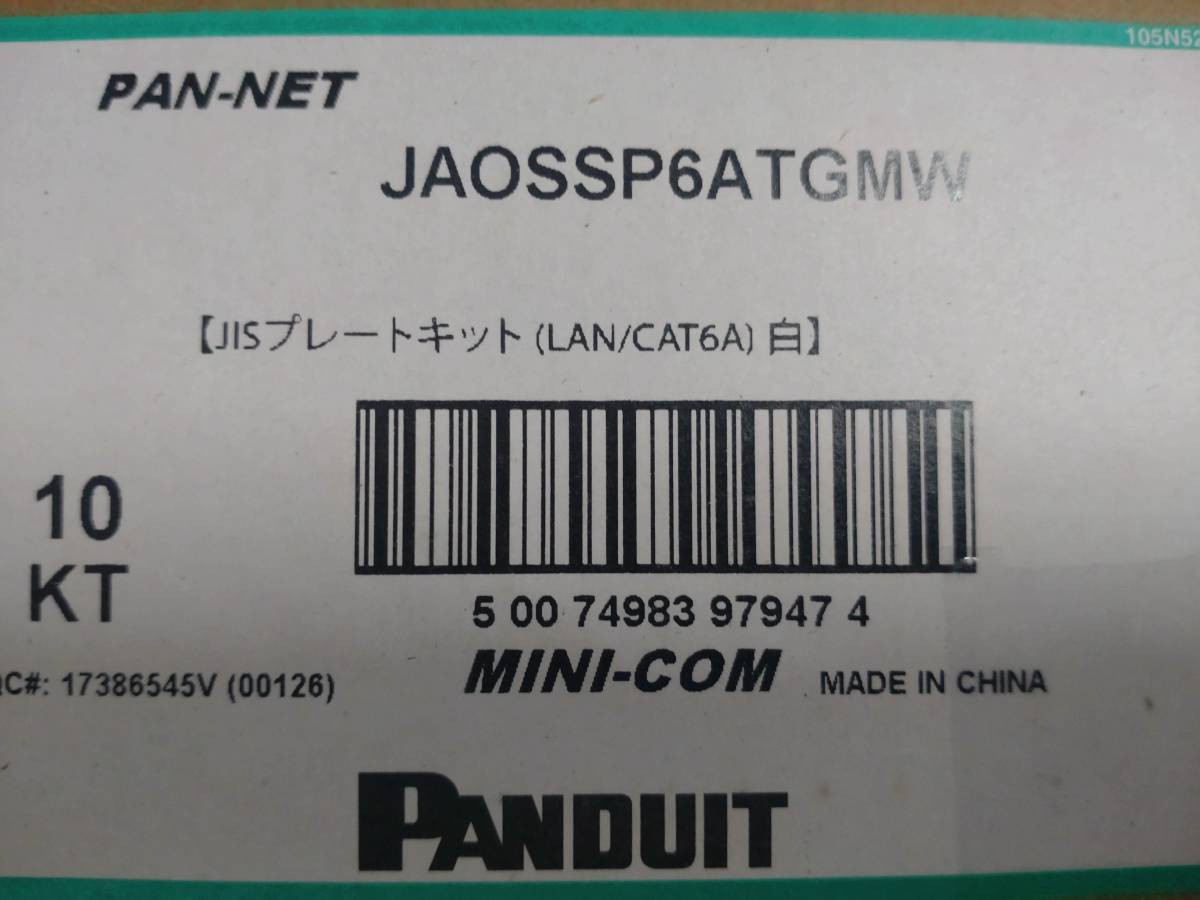 105N52
PAN-NET
JAOSSP6ATGMW
【JISプレートキット (LAN/CAT6A) 白】
10
KT
5 00 74983 97947 4
QC#: 17386545V (00126)
MINI-COM
MADE IN CHINA
PANDUIT